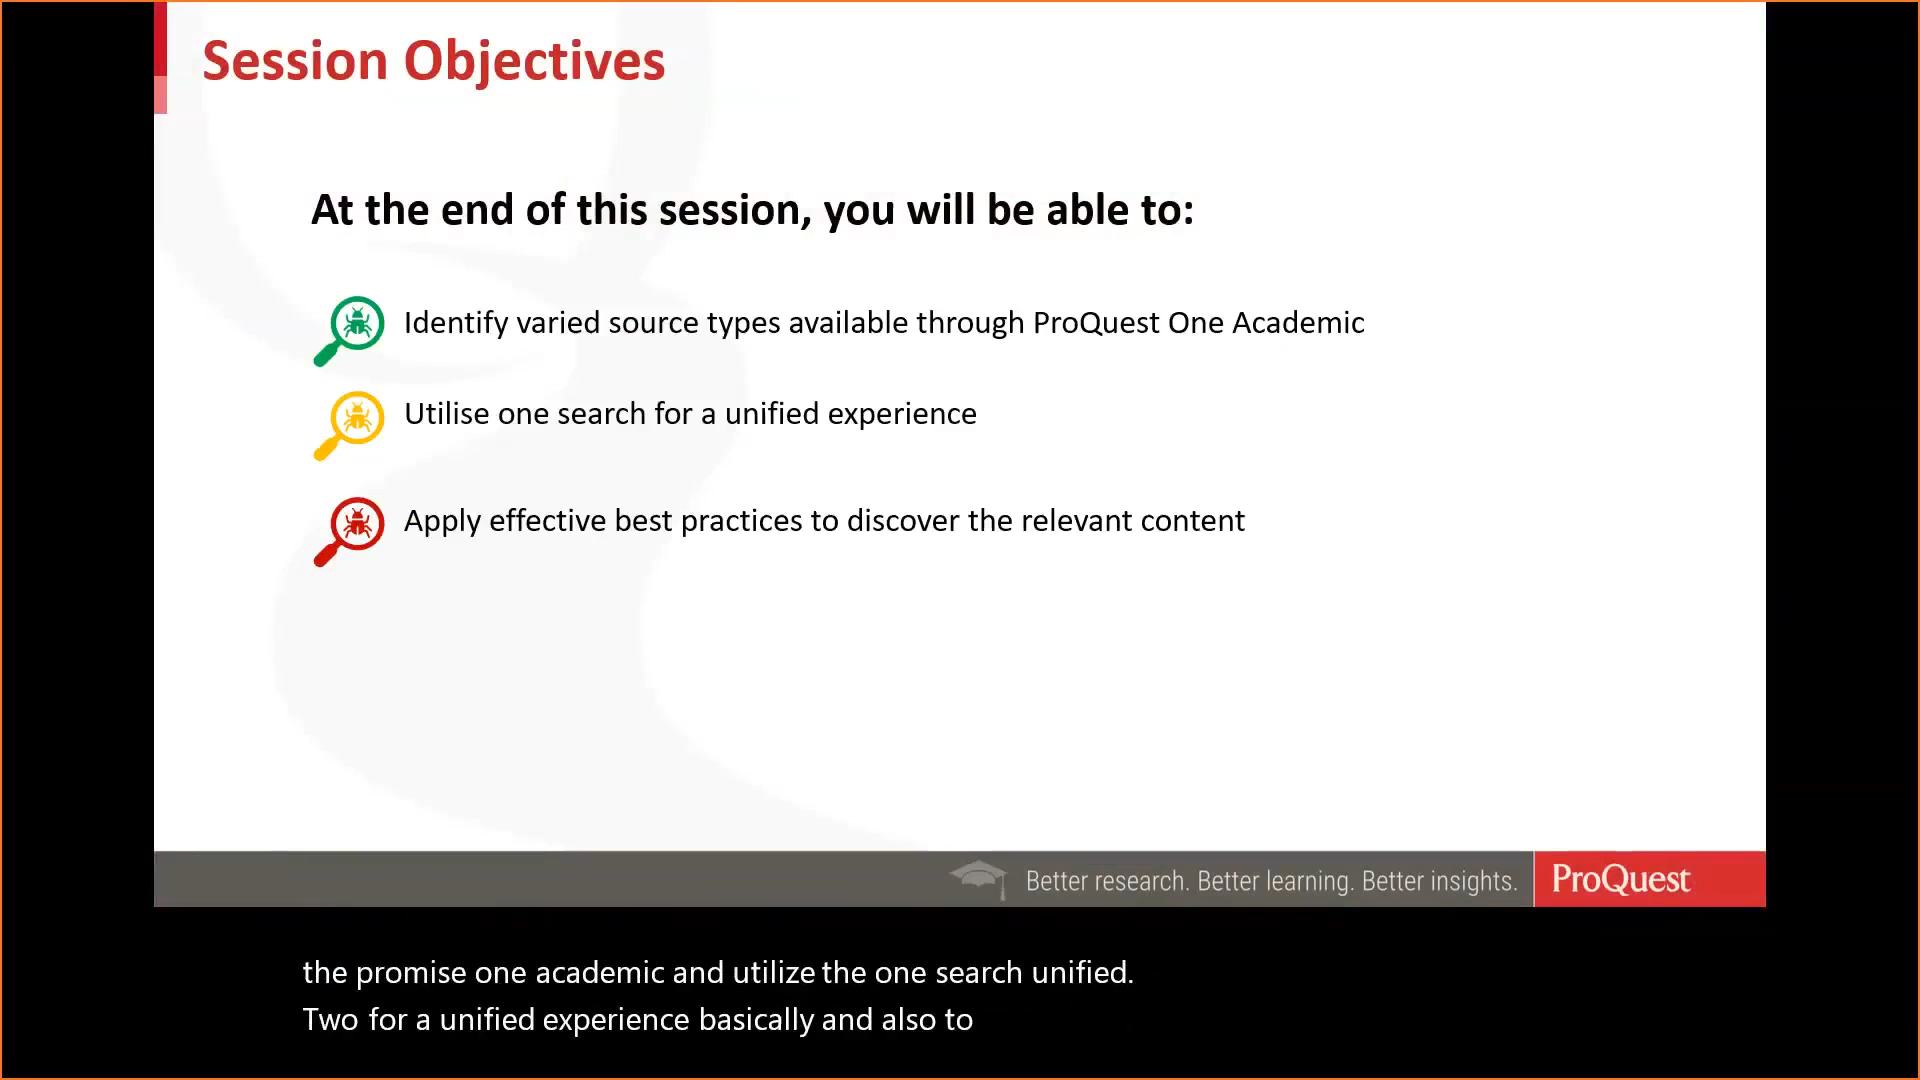 Session Objectives
At the end of this session, you will be able to:
Identify varied source types available through ProQuest One Academic
Utilise one search for a unified experience
Apply effective best practices to discover the relevant content
Better research. Better learning. Better insights.
ProQuest
the promise one academic and utilize the one search unified.
Two for a unified experience basically and also to